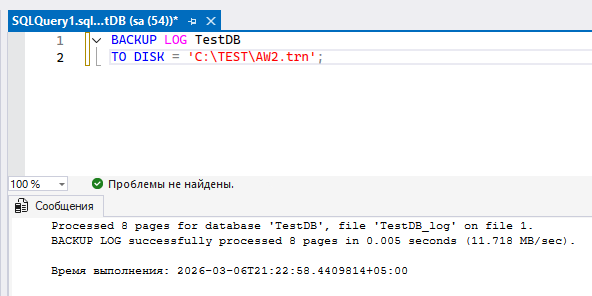 SQLQuery1.sql...tDB (sa (54))*
1 BACKUP LOG TestDB
2 TO DISK = 'C:\TEST\AW2.trn';
100 % Проблемы не найдены.
Сообщения
Processed 8 pages for database 'TestDB', file 'TestDB_log' on file 1.
BACKUP LOG successfully processed 8 pages in 0.005 seconds (11.718 MB/sec).
Время выполнения: 2026-03-06T21:22:58.4409814+05:00